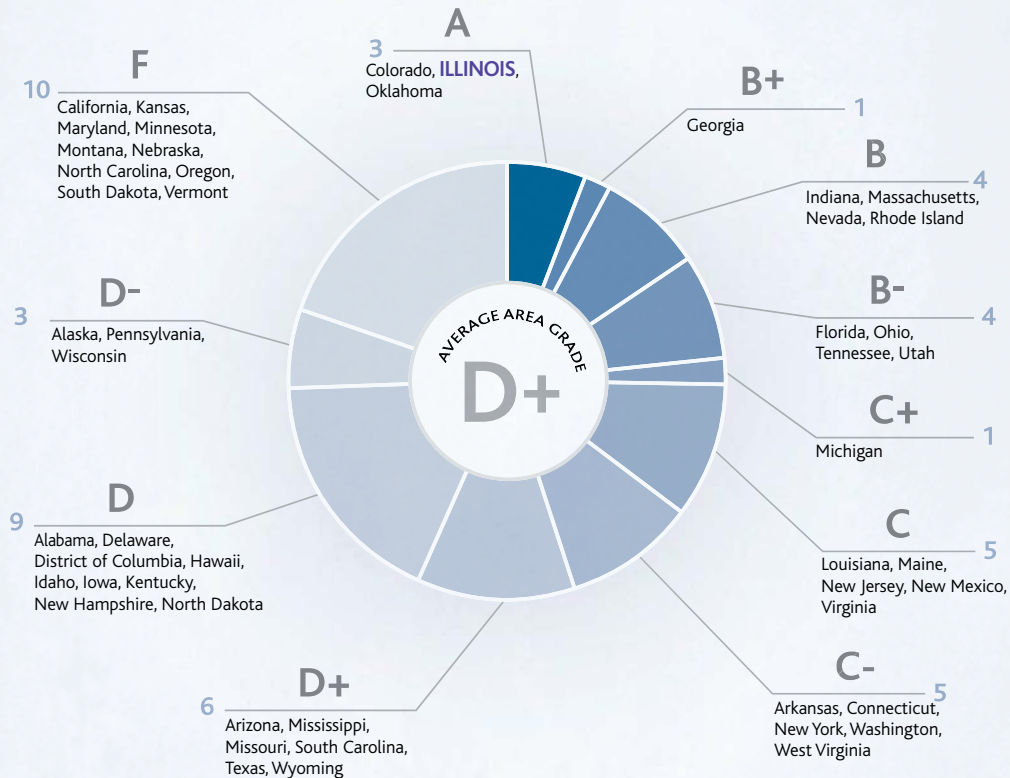 A
3
Colorado, ILLINOIS,
Oklahoma
B+
1
Georgia
B
4
Indiana, Massachusetts,
Nevada, Rhode Island
B-
4
Florida, Ohio,
Tennessee, Utah
C+
1
Michigan
C
5
Louisiana, Maine,
New Jersey, New Mexico,
Virginia
C-
5
Arkansas, Connecticut,
New York, Washington,
West Virginia
D+
6
Arizona, Mississippi,
Missouri, South Carolina,
Texas, Wyoming
D
9
Alabama, Delaware,
District of Columbia, Hawaii,
Idaho, Iowa, Kentucky,
New Hampshire, North Dakota
D-
3
Alaska, Pennsylvania,
Wisconsin
F
10
California, Kansas,
Maryland, Minnesota,
Montana, Nebraska,
North Carolina, Oregon,
South Dakota, Vermont
AVERAGE AREA GRADE
D+